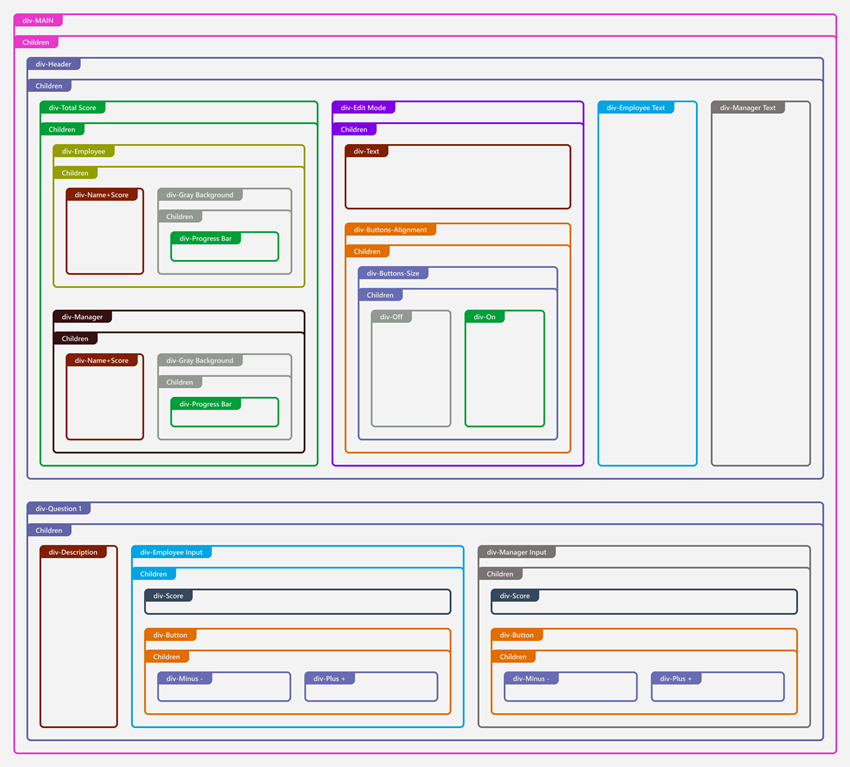 div-MAIN
Children
div-Header
Children
div-Total Score
Children
div-Employee
Children
div-Name+Score
div-Gray Background
Children
div-Progress Bar
div-Manager
Children
div-Name+Score
div-Gray Background
Children
div-Progress Bar
div-Edit Mode
Children
div-Text
div-Buttons-Alignment
Children
div-Buttons-Size
Children
div-Off
div-On
div-Employee Text
div-Manager Text
div-Question 1
Children
div-Description
div-Employee Input
Children
div-Score
div-Button
Children
div-Minus -
div-Plus +
div-Manager Input
Children
div-Score
div-Button
Children
div-Minus -
div-Plus +